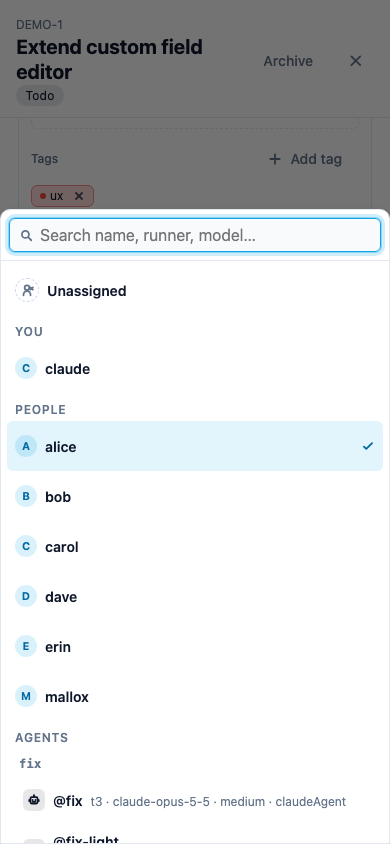 DEMO-1
Extend custom field
editor
Archive
Todo
Tags
Add tag
ux
Search name, runner, model...
Unassigned
YOU
C claude
PEOPLE
A alice
B bob
C carol
D dave
E erin
M mallox
AGENTS
fix
@fix t3 · claude-opus-5-5 · medium · claudeAgent
@fix-light